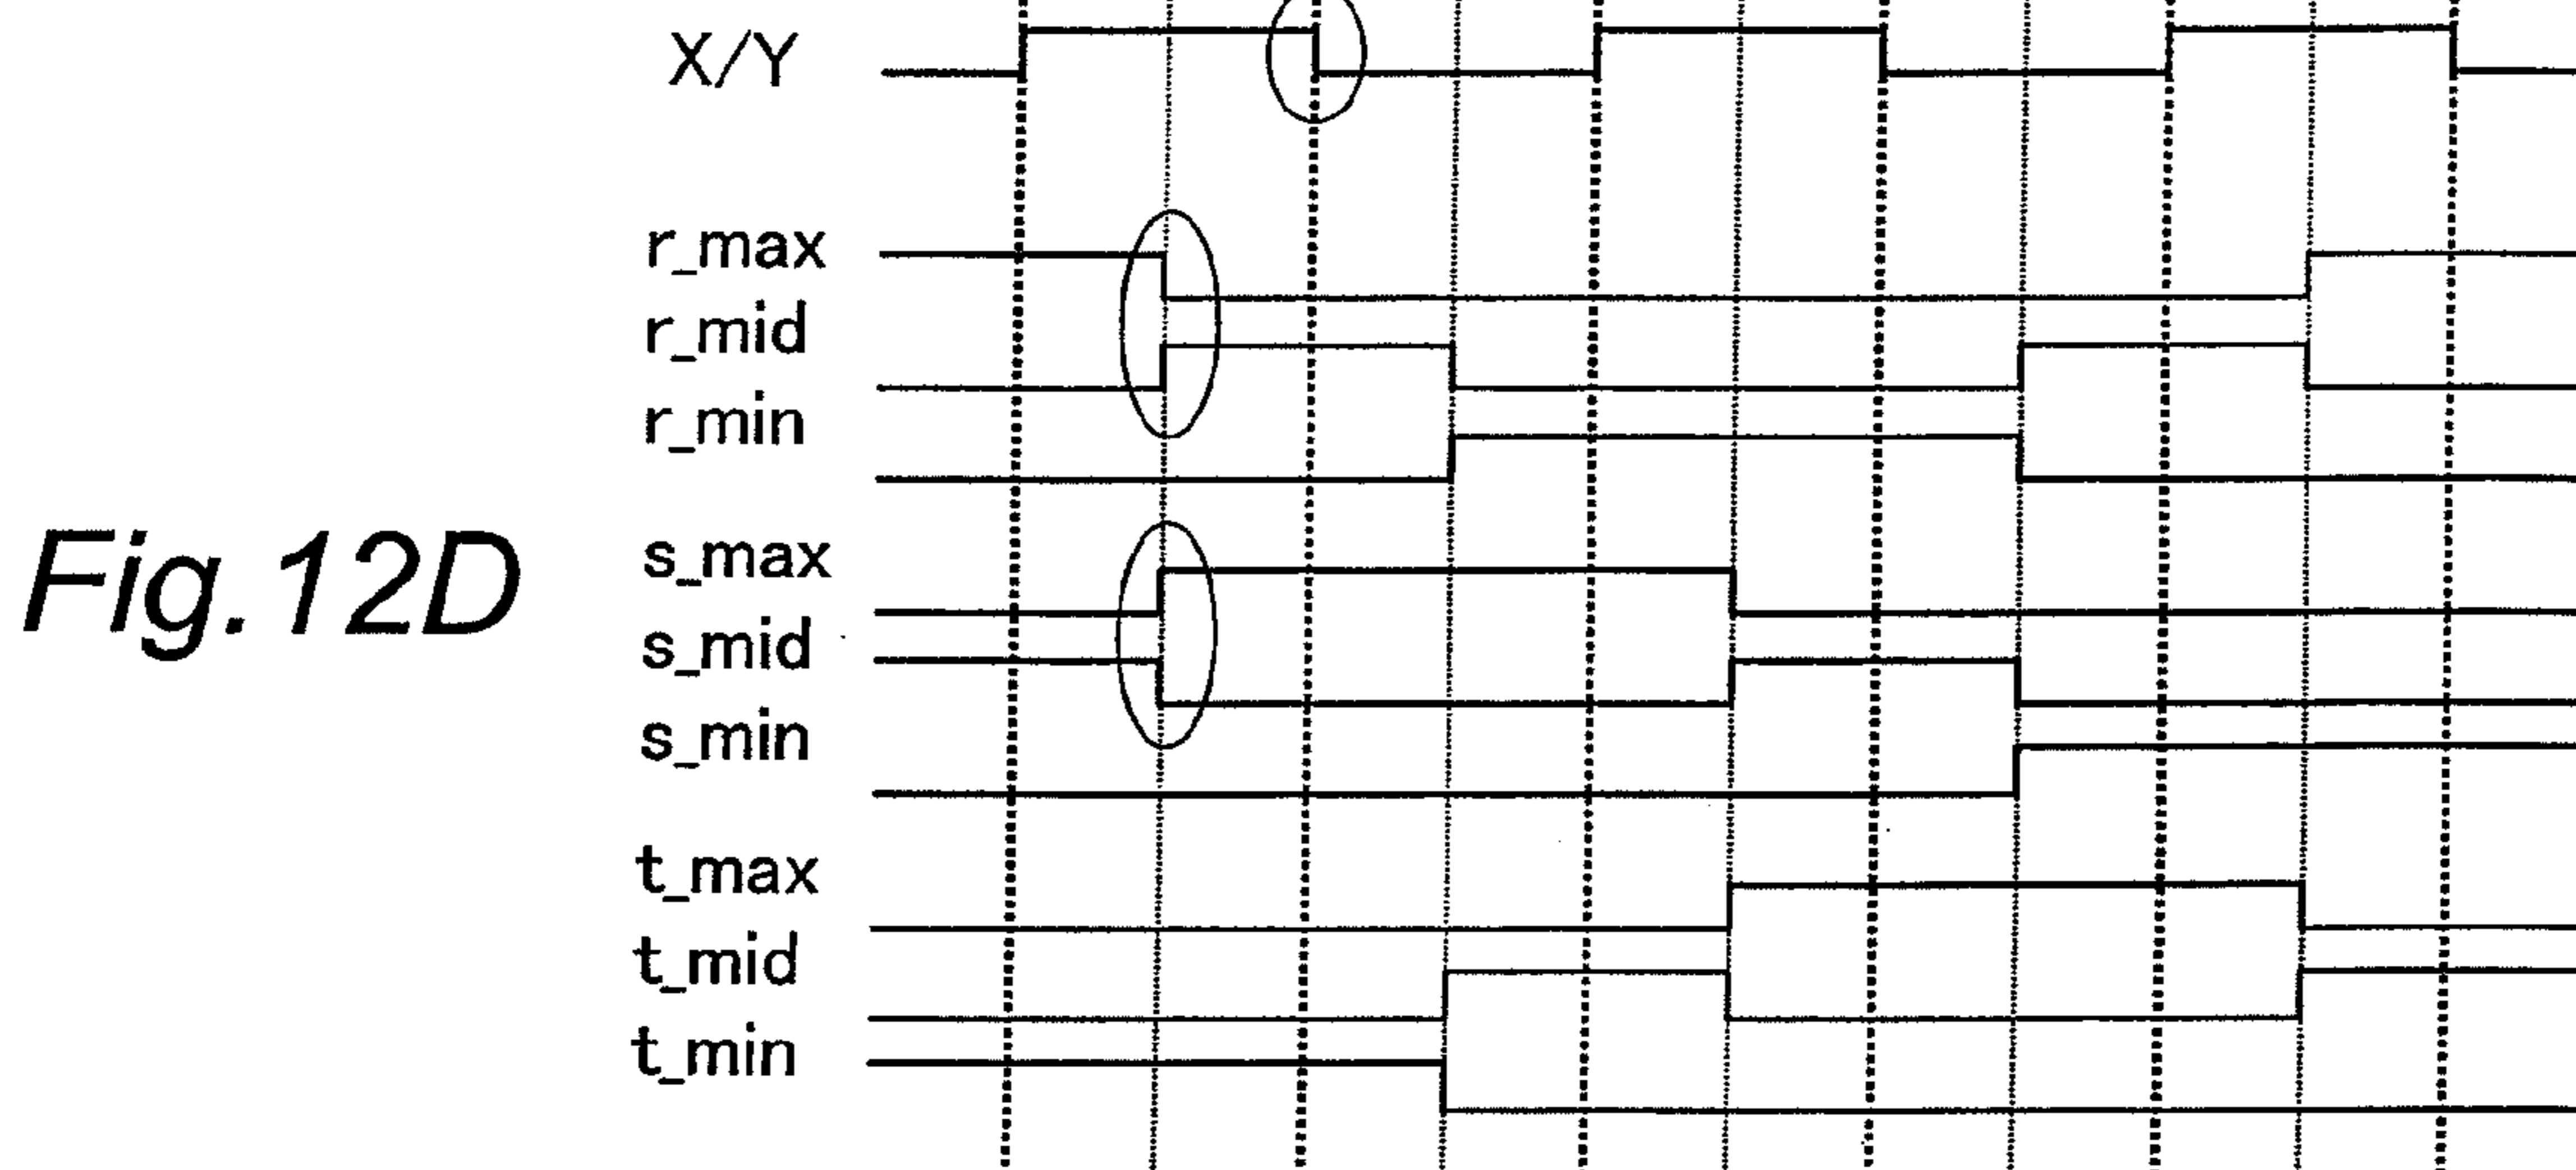 X/Y
r_max
r_mid
r_min
Fig.12D
s_max
s_mid
s_min
t_max
t_mid
t_min